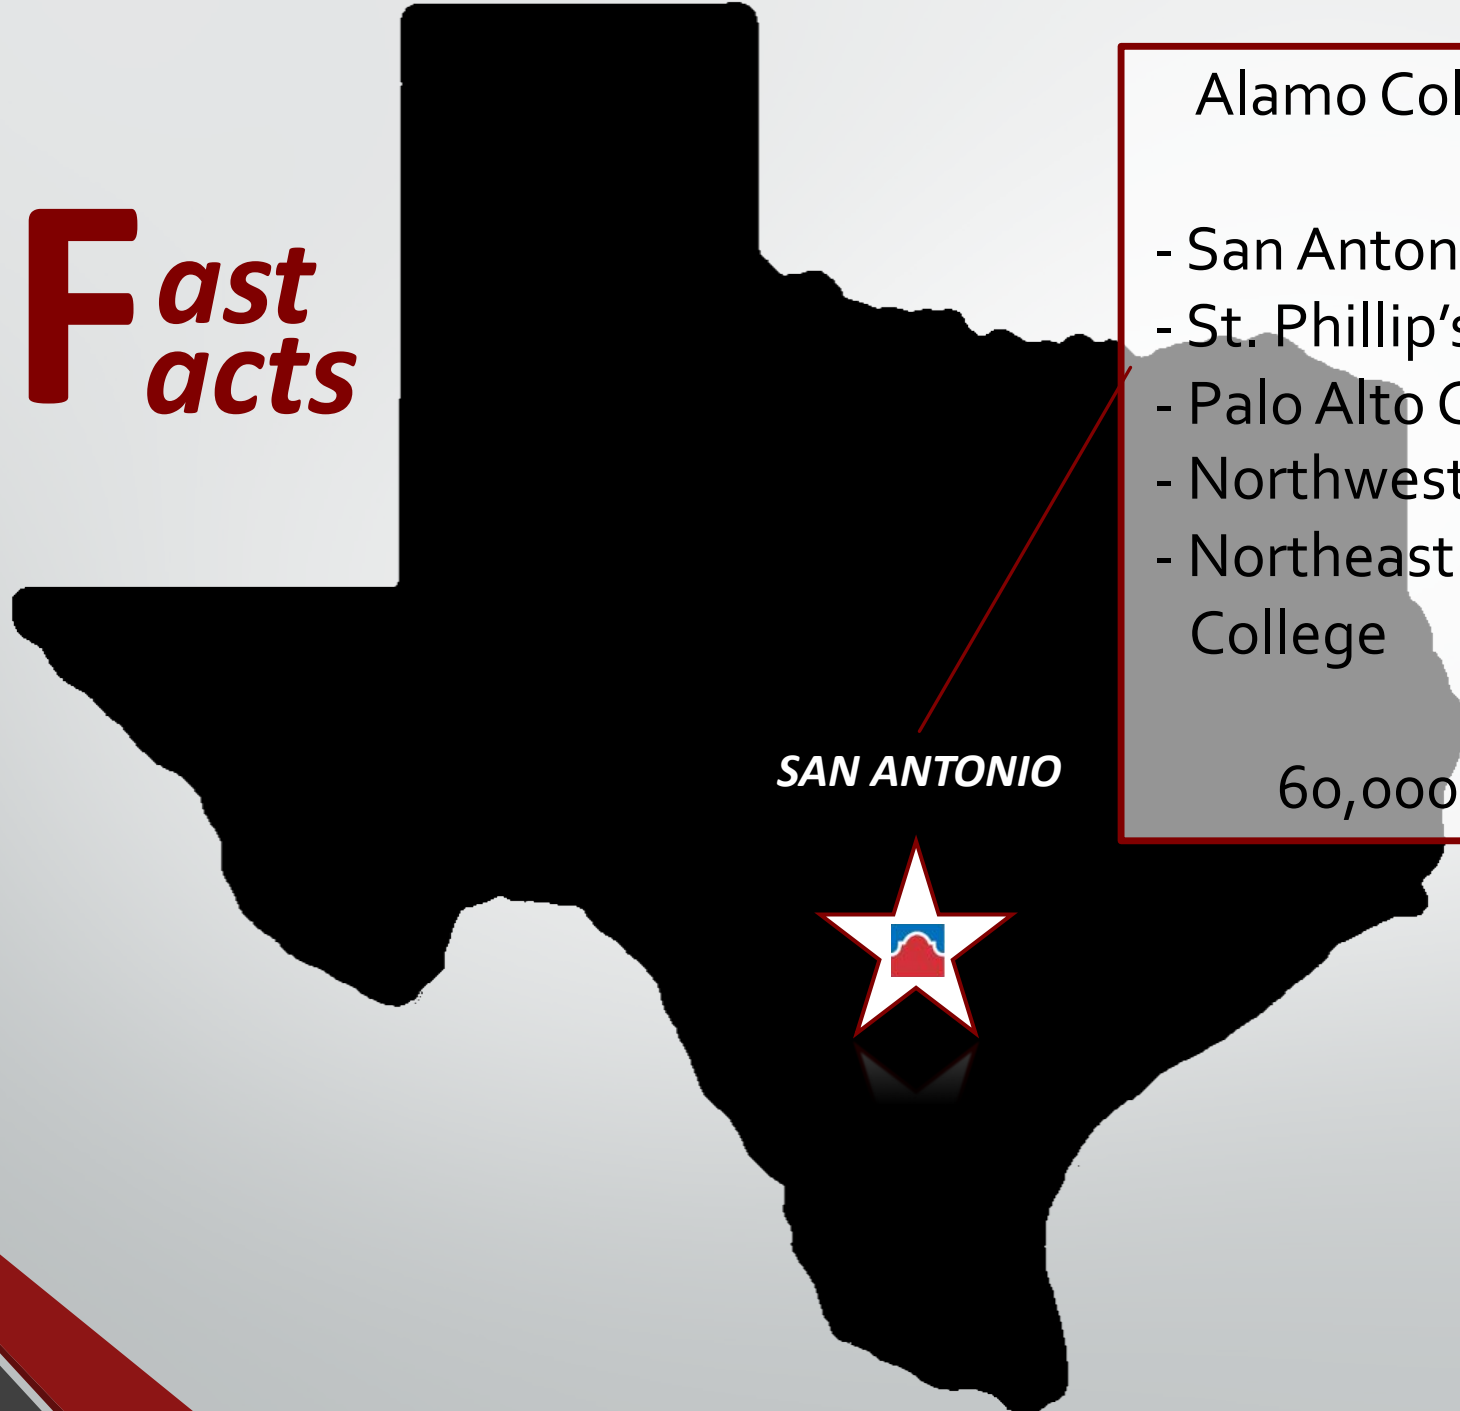 Fast
Facts
Alamo Col
- San Anton
- St. Phillip's
- Palo Alto C
- Northwest
- Northeast
College
60,000
SAN ANTONIO